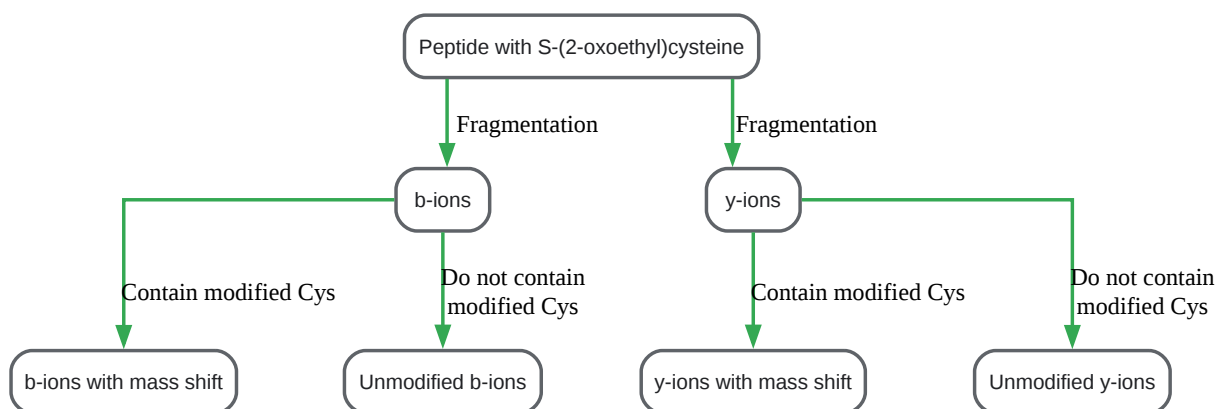 Peptide with S-(2-oxoethyl)cysteine
Fragmentation
Fragmentation
b-ions
y-ions
Contain modified Cys
Do not contain
modified Cys
Contain modified Cys
Do not contain
modified Cys
b-ions with mass shift
Unmodified b-ions
y-ions with mass shift
Unmodified y-ions